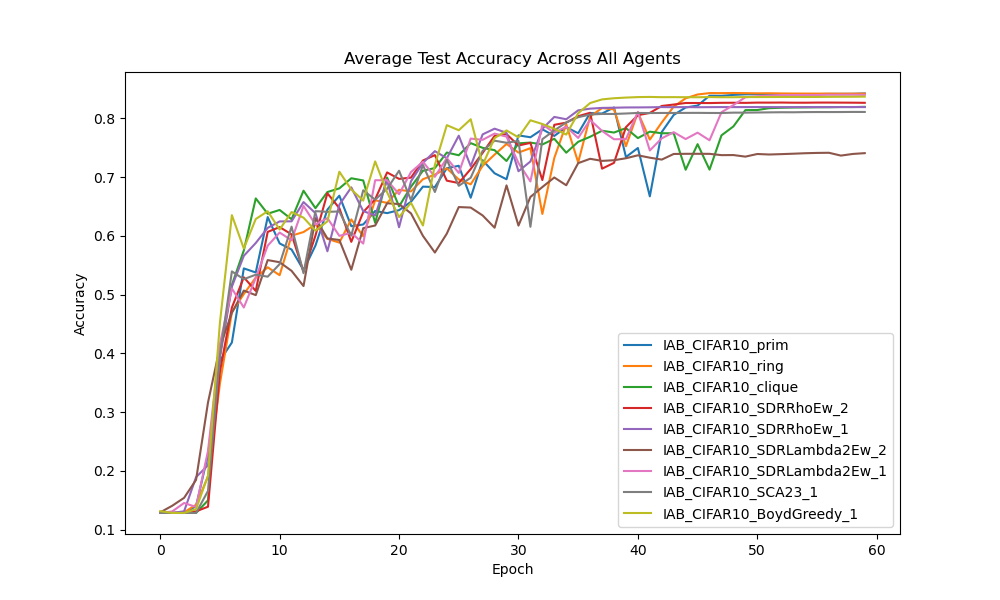 Average Test Accuracy Across All Agents
Accuracy
0.8
0.7
0.6
0.5
0.4
0.3
0.2
0.1
0
10
20
30
40
50
60
Epoch
IAB_CIFAR10_prim
IAB_CIFAR10_ring
IAB_CIFAR10_clique
IAB_CIFAR10_SDRRhoEw_2
IAB_CIFAR10_SDRRhoEw_1
IAB_CIFAR10_SDRLambda2Ew_2
IAB_CIFAR10_SDRLambda2Ew_1
IAB_CIFAR10_SCA23_1
IAB_CIFAR10_BoydGreedy_1